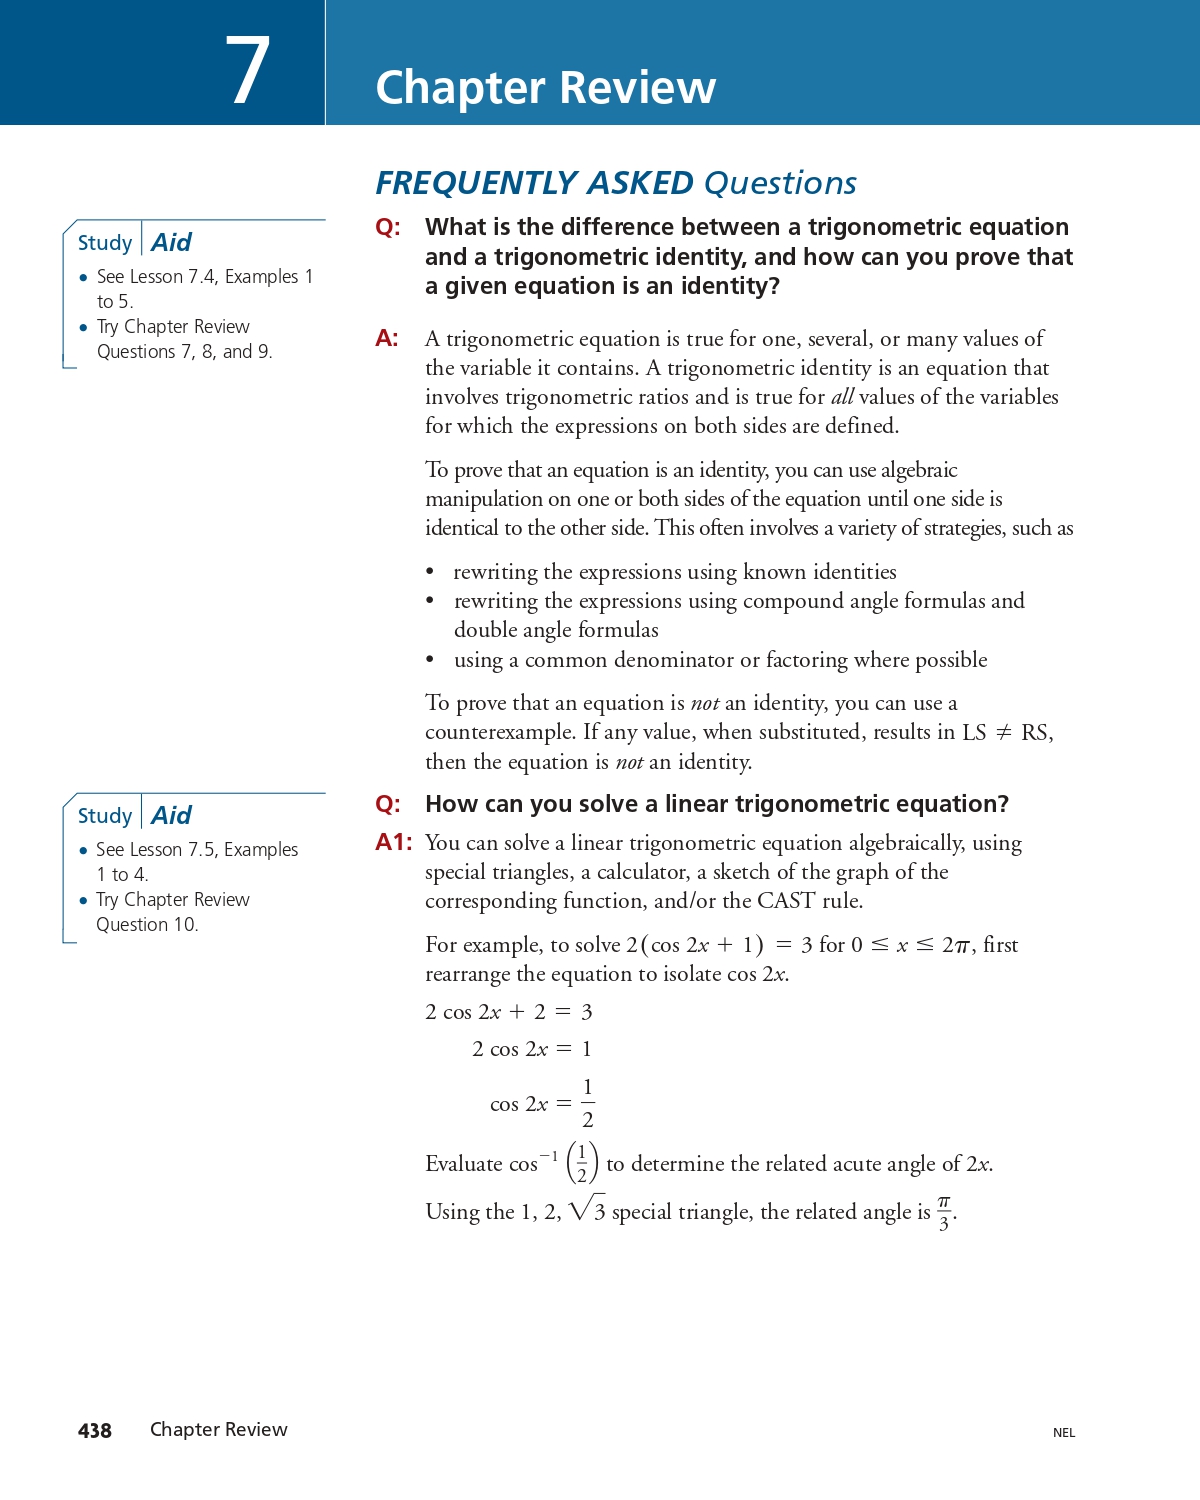 7
Chapter Review
FREQUENTLY ASKED Questions
Study Aid
• See Lesson 7.4, Examples 1
to 5.
• Try Chapter Review
Questions 7, 8, and 9.
Q: What is the difference between a trigonometric equation
and a trigonometric identity, and how can you prove that
a given equation is an identity?
A: A trigonometric equation is true for one, several, or many values of
the variable it contains. A trigonometric identity is an equation that
involves trigonometric ratios and is true for all values of the variables
for which the expressions on both sides are defined.
To prove that an equation is an identity, you can use algebraic
manipulation on one or both sides of the equation until one side is
identical to the other side. This often involves a variety of strategies, such as
• rewriting the expressions using known identities
• rewriting the expressions using compound angle formulas and
double angle formulas
• using a common denominator or factoring where possible
To prove that an equation is not an identity, you can use a
counterexample. If any value, when substituted, results in LS ≠ RS,
then the equation is not an identity.
Study Aid
• See Lesson 7.5, Examples
1 to 4.
• Try Chapter Review
Question 10.
Q: How can you solve a linear trigonometric equation?
A1: You can solve a linear trigonometric equation algebraically, using
special triangles, a calculator, a sketch of the graph of the
corresponding function, and/or the CAST rule.
For example, to solve 2(cos 2x + 1) = 3 for 0 ≤ x ≤ 2π, first
rearrange the equation to isolate cos 2x.
2 cos 2x + 2 = 3
2 cos 2x = 1
cos 2x = 1/2
Evaluate cos⁻¹ (1/2) to determine the related acute angle of 2x.
Using the 1, 2, √3 special triangle, the related angle is π/3.
438 Chapter Review
NEL